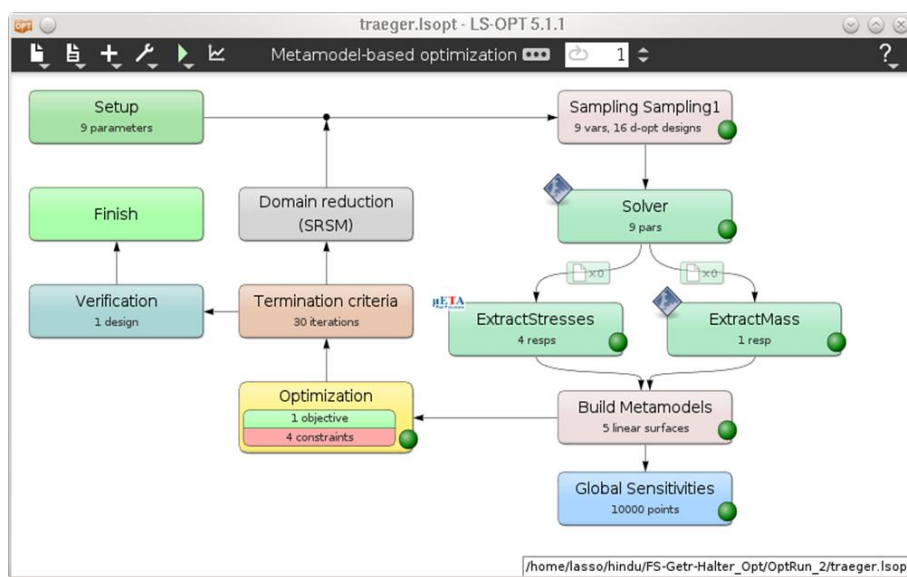 traeger.lsopt - LS-OPT 5.1.1
Metamodel-based optimization
1
?
Setup
9 parameters
Sampling Sampling1
9 vars, 16 d-opt designs
Finish
Domain reduction
(SRSM)
Solver
9 pars
x0
x0
Verification
1 design
Termination criteria
30 iterations
μETA
ExtractStresses
4 resps
ExtractMass
1 resp
Optimization
1 objective
4 constraints
Build Metamodels
5 linear surfaces
Global Sensitivities
10000 points
/home/lasso/hindu/FS-Getr-Halter_Opt/OptRun_2/traeger.lsop